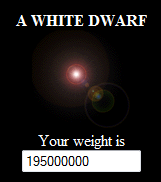 A WHITE DWARF
Your weight is
195000000